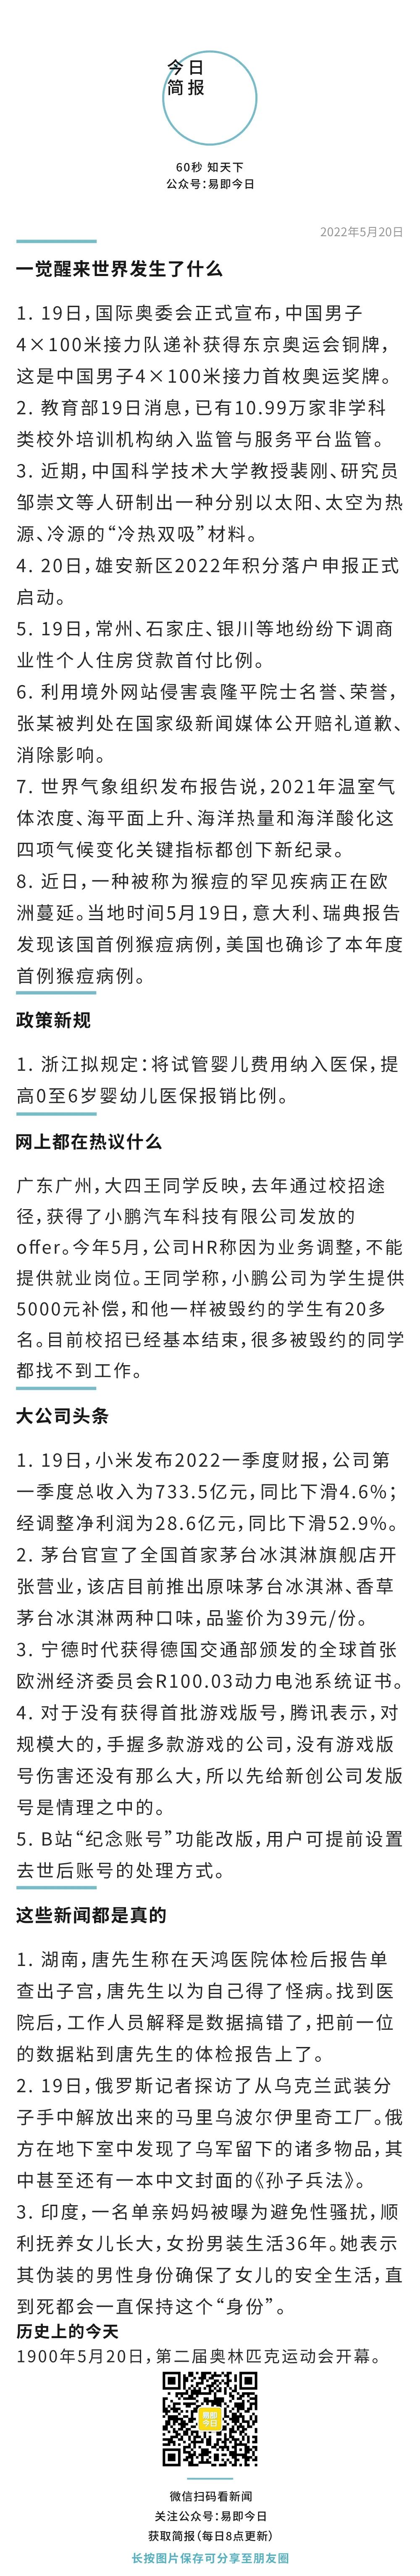 今日
简报
60秒 知天下
公众号：易即今日
2022年5月20日
一觉醒来世界发生了什么
1. 19日，国际奥委会正式宣布，中国男子
4×100米接力队递补获得东京奥运会铜牌，
这是中国男子4×100米接力首枚奥运奖牌。
2. 教育部19日消息，已有10.99万家非学科
类校外培训机构纳入监管与服务平台监管。
3. 近期，中国科学技术大学教授裴刚、研究员
邹崇文等人研制出一种分别以太阳、太空为热
源、冷源的“冷热双吸”材料。
4. 20日，雄安新区2022年积分落户申报正式
启动。
5. 19日，常州、石家庄、银川等地纷纷下调商
业性个人住房贷款首付比例。
6. 利用境外网站侵害袁隆平院士名誉、荣誉，
张某被判处在国家级新闻媒体公开赔礼道歉、
消除影响。
7. 世界气象组织发布报告说，2021年温室气
体浓度、海平面上升、海洋热量和海洋酸化这
四项气候变化关键指标都创下新纪录。
8. 近日，一种被称为猴痘的罕见疾病正在欧
洲蔓延。当地时间5月19日，意大利、瑞典报告
发现该国首例猴痘病例，美国也确诊了本年度
首例猴痘病例。
政策新规
1. 浙江拟规定：将试管婴儿费用纳入医保，提
高0至6岁婴幼儿医保报销比例。
网上都在热议什么
广东广州，大四王同学反映，去年通过校招途
径，获得了小鹏汽车科技有限公司发放的
offer。今年5月，公司HR称因为业务调整，不能
提供就业岗位。王同学称，小鹏公司为学生提供
5000元补偿，和他一样被毁约的学生有20多
名。目前校招已经基本结束，很多被毁约的同学
都找不到工作。
大公司头条
1. 19日，小米发布2022一季度财报，公司第
一季度总收入为733.5亿元，同比下滑4.6%；
经调整净利润为28.6亿元，同比下滑52.9%。
2. 茅台官宣了全国首家茅台冰淇淋旗舰店开
张营业，该店目前推出原味茅台冰淇淋、香草
茅台冰淇淋两种口味，品鉴价为39元/份。
3. 宁德时代获得德国交通部颁发的全球首张
欧洲经济委员会R100.03动力电池系统证书。
4. 对于没有获得首批游戏版号，腾讯表示，对
规模大的，手握多款游戏的公司，没有游戏版
号伤害还没有那么大，所以先给新创公司发版
号是情理之中的。
5. B站“纪念账号”功能改版，用户可提前设置
去世后账号的处理方式。
这些新闻都是真的
1. 湖南，唐先生称在天鸿医院体检后报告单
查出子宫，唐先生以为自己得了怪病。找到医
院后，工作人员解释是数据搞错了，把前一位
的数据粘到唐先生的体检报告上了。
2. 19日，俄罗斯记者探访了从乌克兰武装分
子手中解放出来的马里乌波尔伊里奇工厂。俄
方在地下室中发现了乌军留下的诸多物品，其
中甚至还有一本中文封面的《孙子兵法》。
3. 印度，一名单亲妈妈被曝为避免性骚扰，顺
利抚养女儿长大，女扮男装生活36年。她表示
其伪装的男性身份确保了女儿的安全生活，直
到死都会一直保持这个“身份”。
历史上的今天
1900年5月20日，第二届奥林匹克运动会开幕。
易即
今日
微信扫码看新闻
关注公众号：易即今日
获取简报（每日8点更新）
长按图片保存可分享至朋友圈